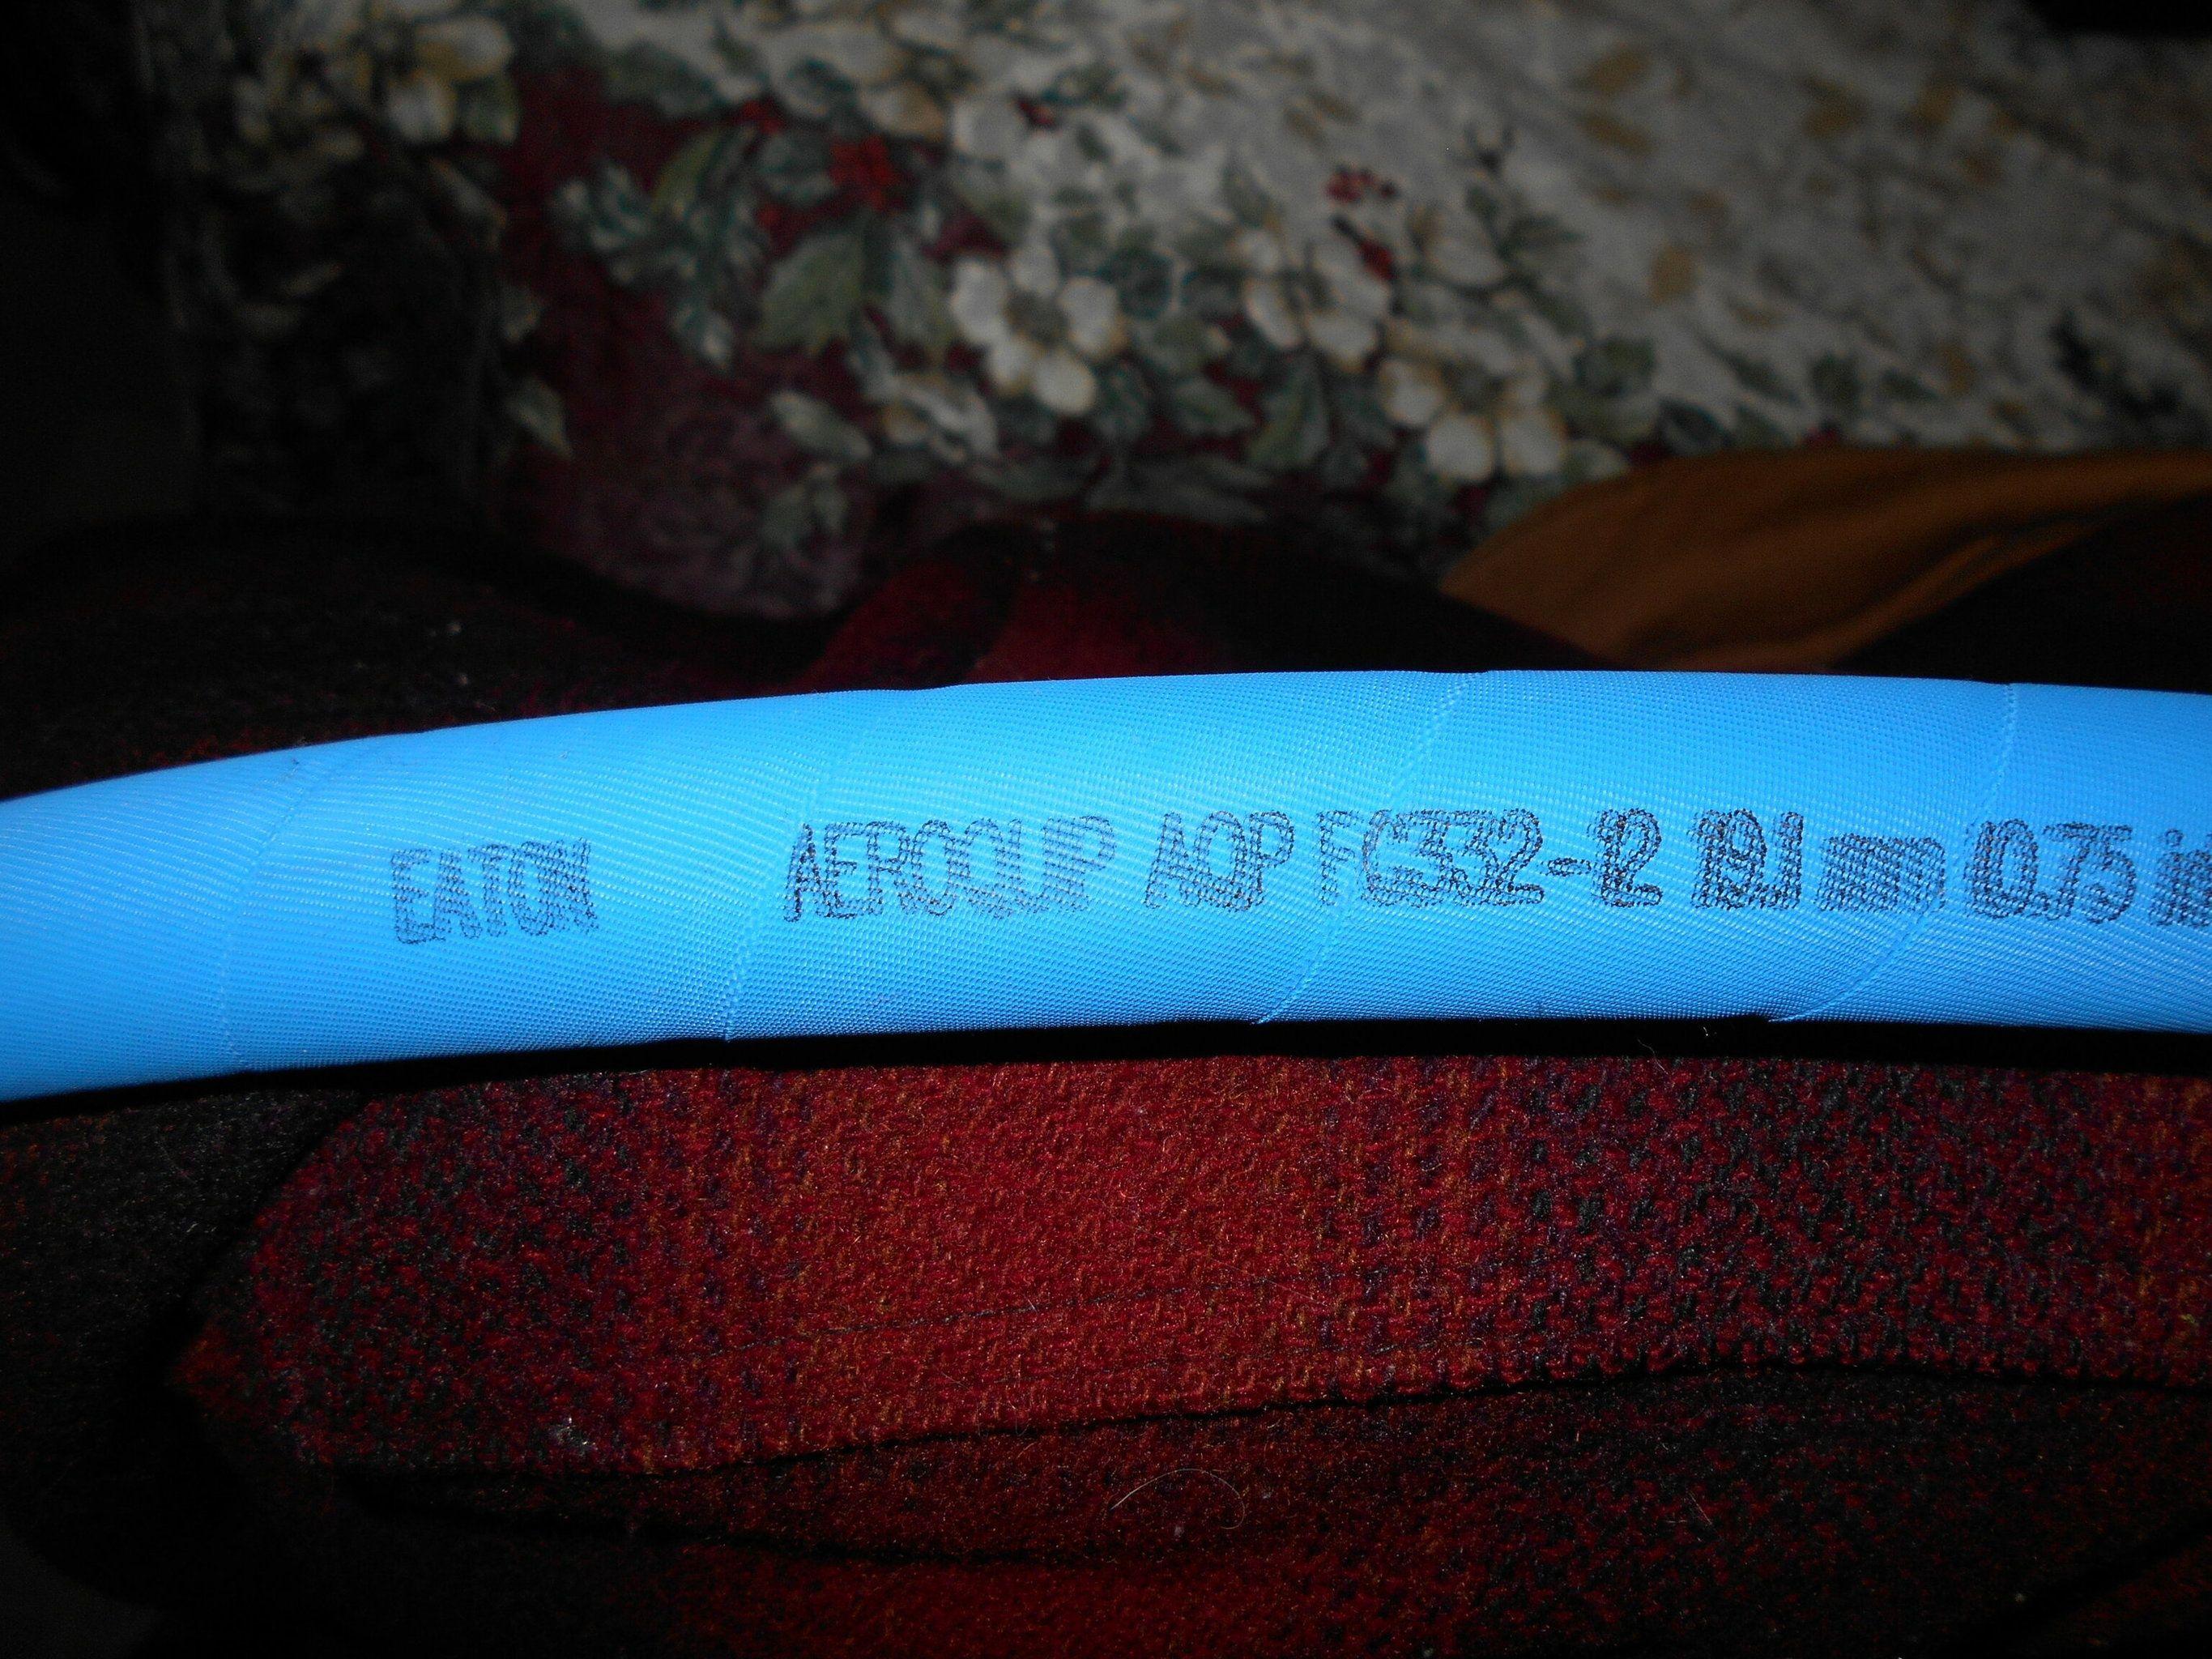 EATON AEROQUIP AQP FC332-12 19.1 mm (0.75 in